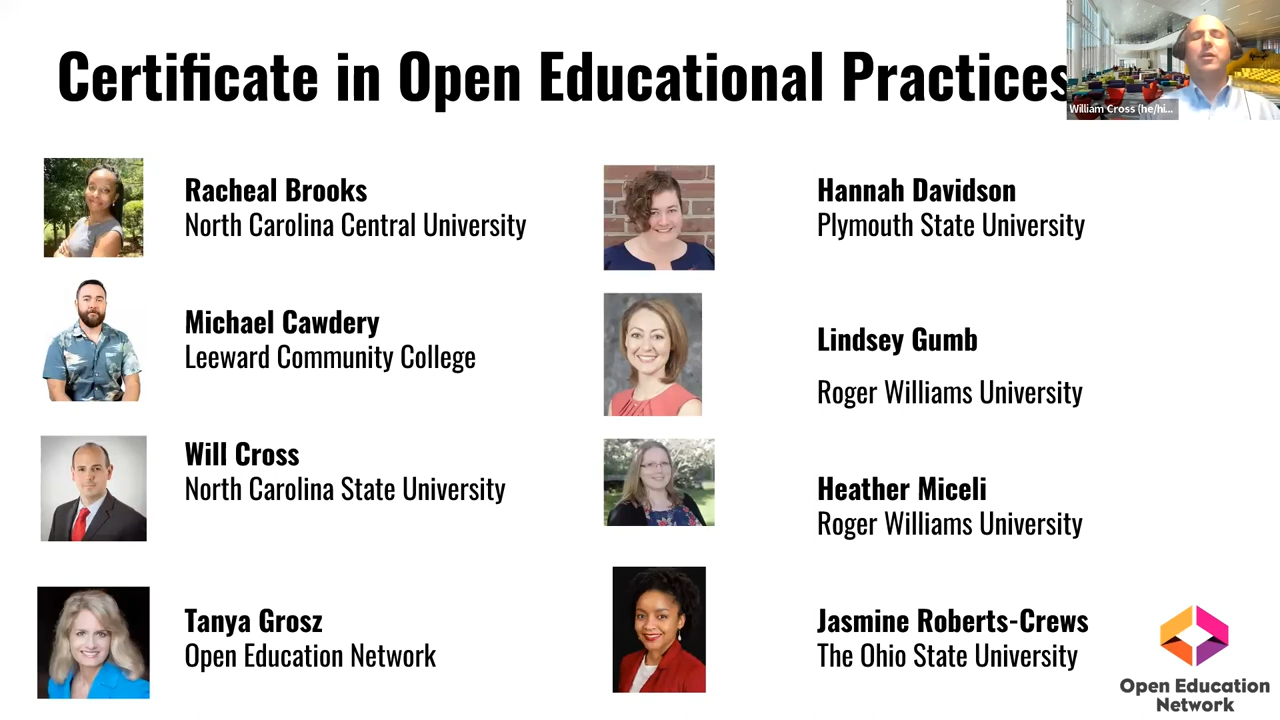 Certificate in Open Educational Practices
William Cross (he/hi...
Racheal Brooks
North Carolina Central University
Michael Cawdery
Leeward Community College
Will Cross
North Carolina State University
Tanya Grosz
Open Education Network
Hannah Davidson
Plymouth State University
Lindsey Gumb
Roger Williams University
Heather Miceli
Roger Williams University
Jasmine Roberts-Crews
The Ohio State University
Open Education
Network